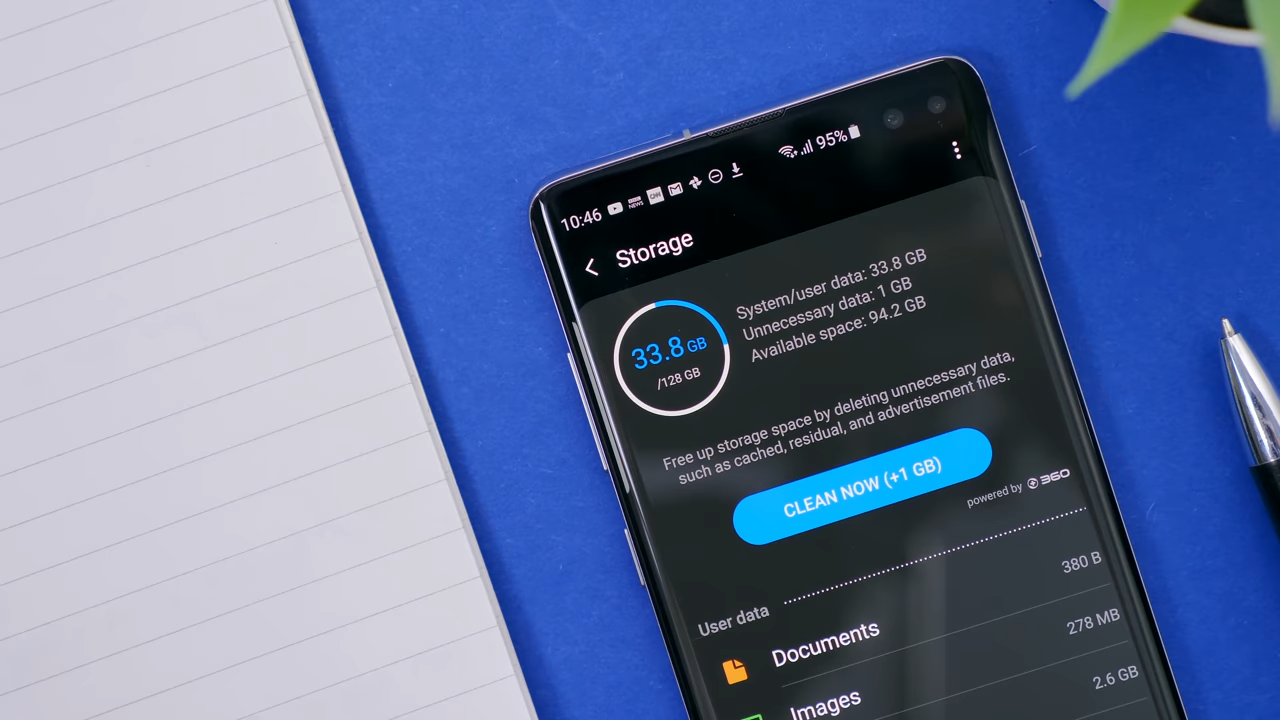 10:46 95%
Storage
33.8 GB
/128 GB
System/user data: 33.8 GB
Unnecessary data: 1 GB
Available space: 94.2 GB
Free up storage space by deleting unnecessary data,
such as cached, residual, and advertisement files.
CLEAN NOW (+1 GB)
powered by 360
User data
380 B
Documents
278 MB
Images
2.6 GB